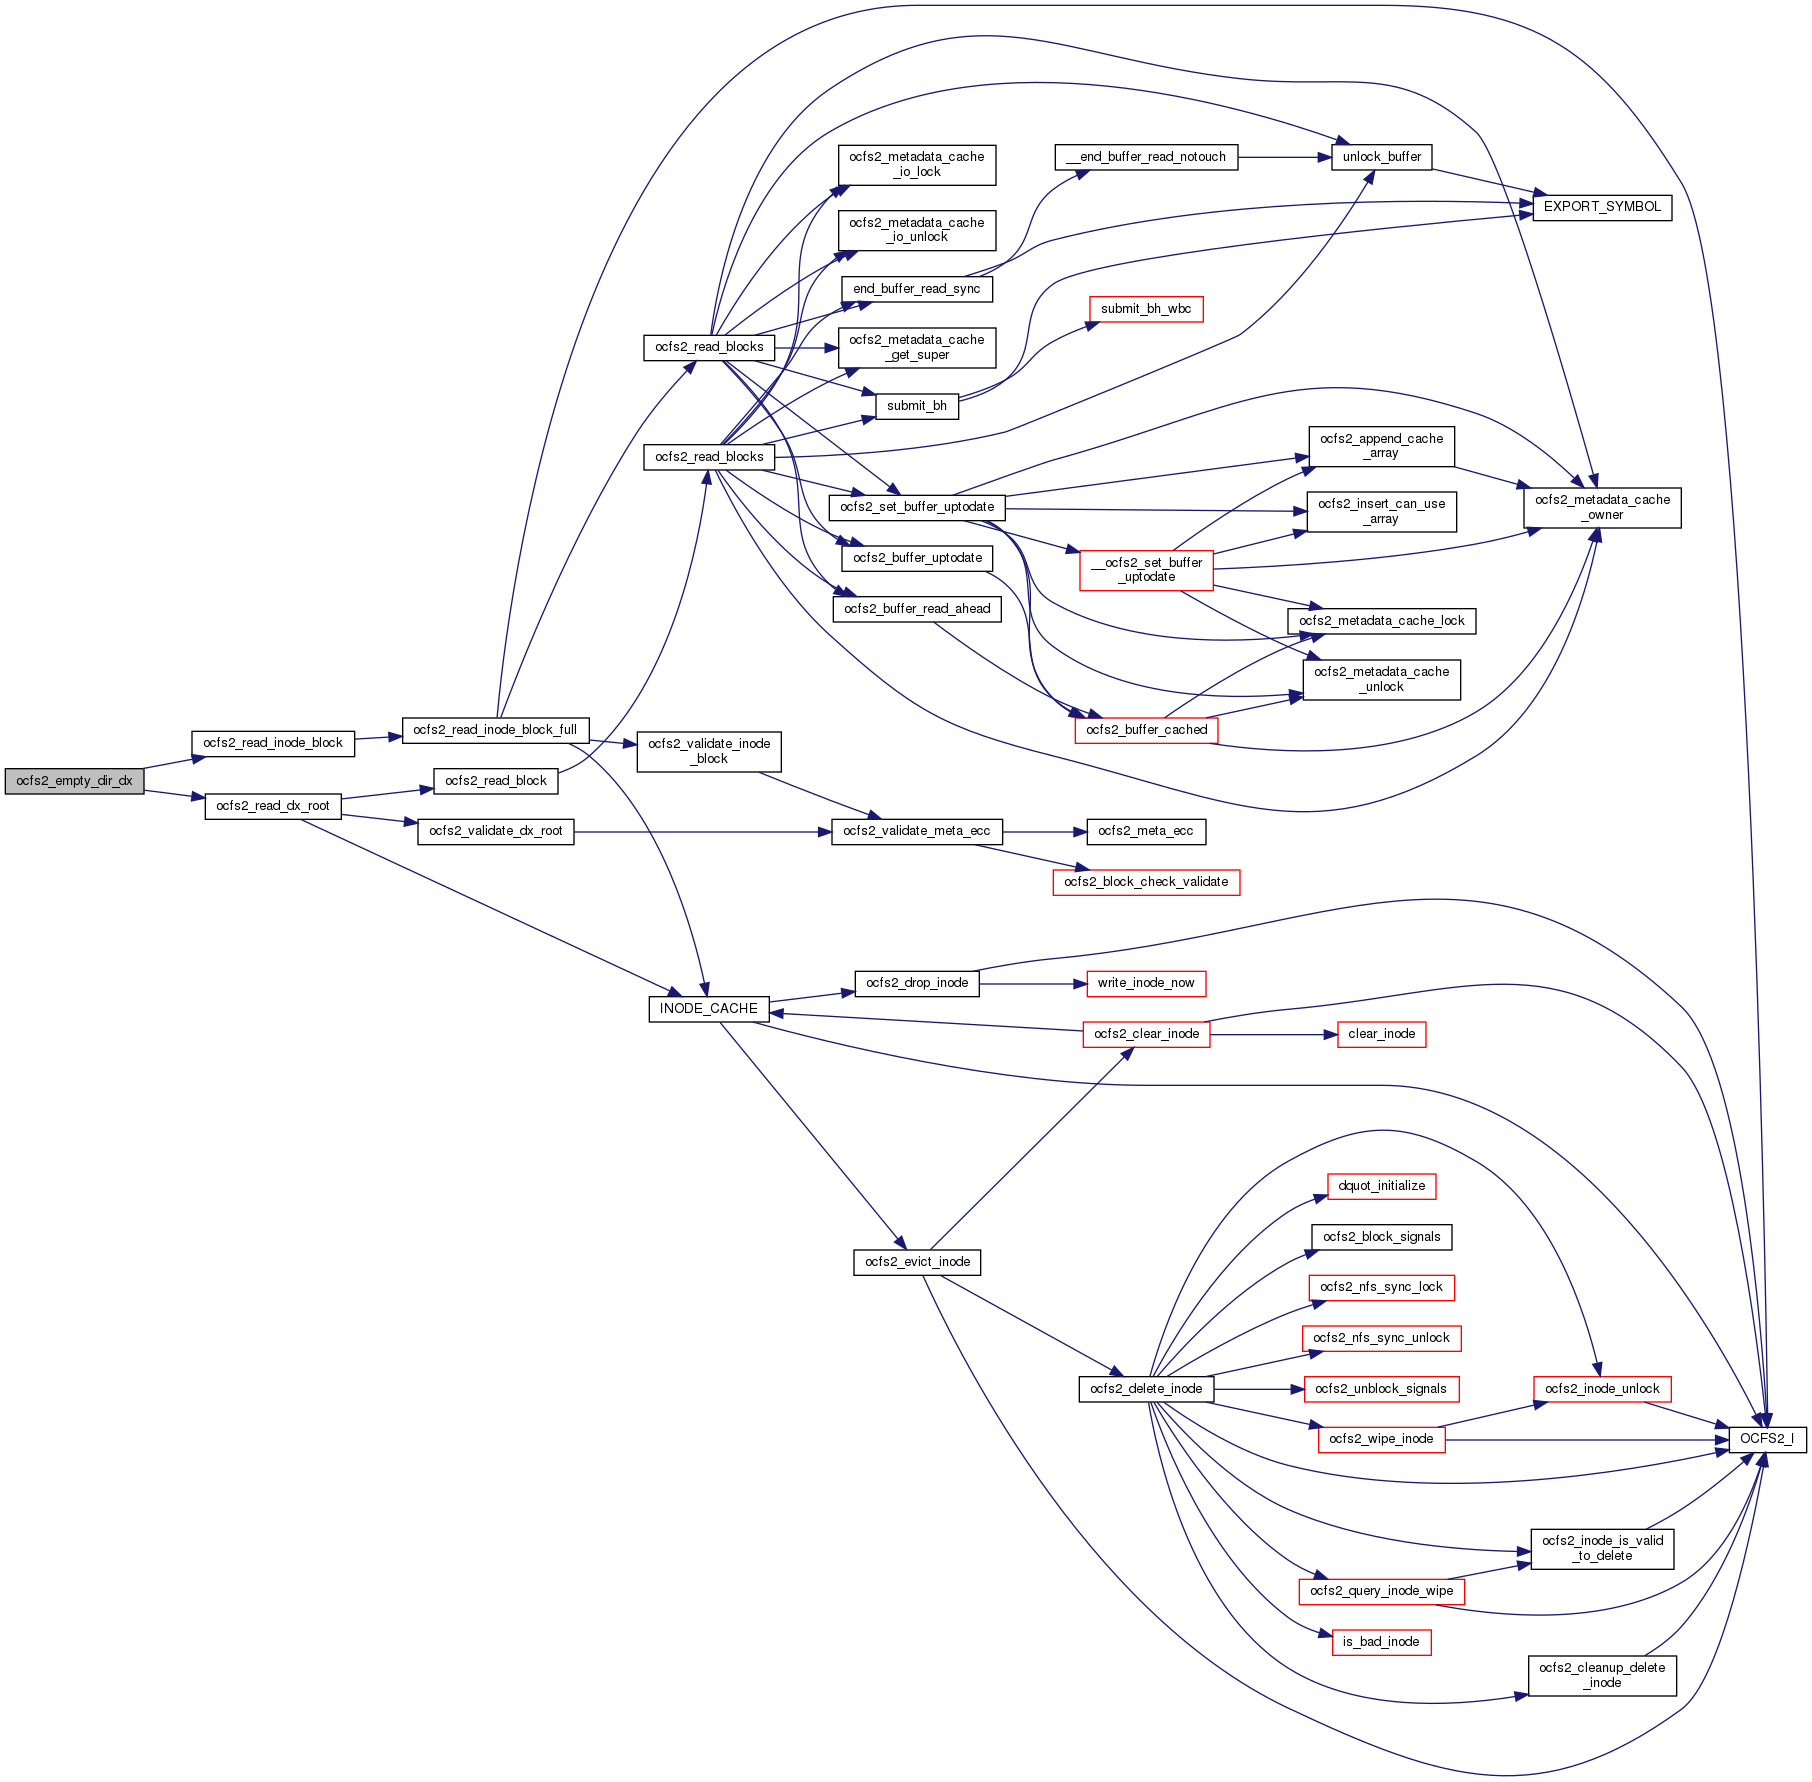 ocfs2_metadata_cache
_io_lock
__end_buffer_read_notouch
unlock_buffer
EXPORT_SYMBOL
ocfs2_metadata_cache
_io_unlock
end_buffer_read_sync
submit_bh_wbc
ocfs2_read_blocks
ocfs2_metadata_cache
_get_super
submit_bh
ocfs2_read_blocks
ocfs2_append_cache
_array
ocfs2_set_buffer_uptodate
ocfs2_insert_can_use
_array
ocfs2_metadata_cache
_owner
ocfs2_buffer_uptodate
__ocfs2_set_buffer
_uptodate
ocfs2_buffer_read_ahead
ocfs2_metadata_cache_lock
ocfs2_metadata_cache
_unlock
ocfs2_buffer_cached
ocfs2_read_inode_block_full
ocfs2_read_inode_block
ocfs2_validate_inode
_block
ocfs2_empty_dir_dx
ocfs2_read_block
ocfs2_read_dx_root
ocfs2_validate_dx_root
ocfs2_validate_meta_ecc
ocfs2_meta_ecc
ocfs2_block_check_validate
ocfs2_drop_inode
write_inode_now
INODE_CACHE
ocfs2_clear_inode
clear_inode
dquot_initialize
ocfs2_block_signals
ocfs2_evict_inode
ocfs2_nfs_sync_lock
ocfs2_nfs_sync_unlock
ocfs2_delete_inode
ocfs2_unblock_signals
ocfs2_inode_unlock
ocfs2_wipe_inode
OCFS2_I
ocfs2_inode_is_valid
_to_delete
ocfs2_query_inode_wipe
is_bad_inode
ocfs2_cleanup_delete
_inode